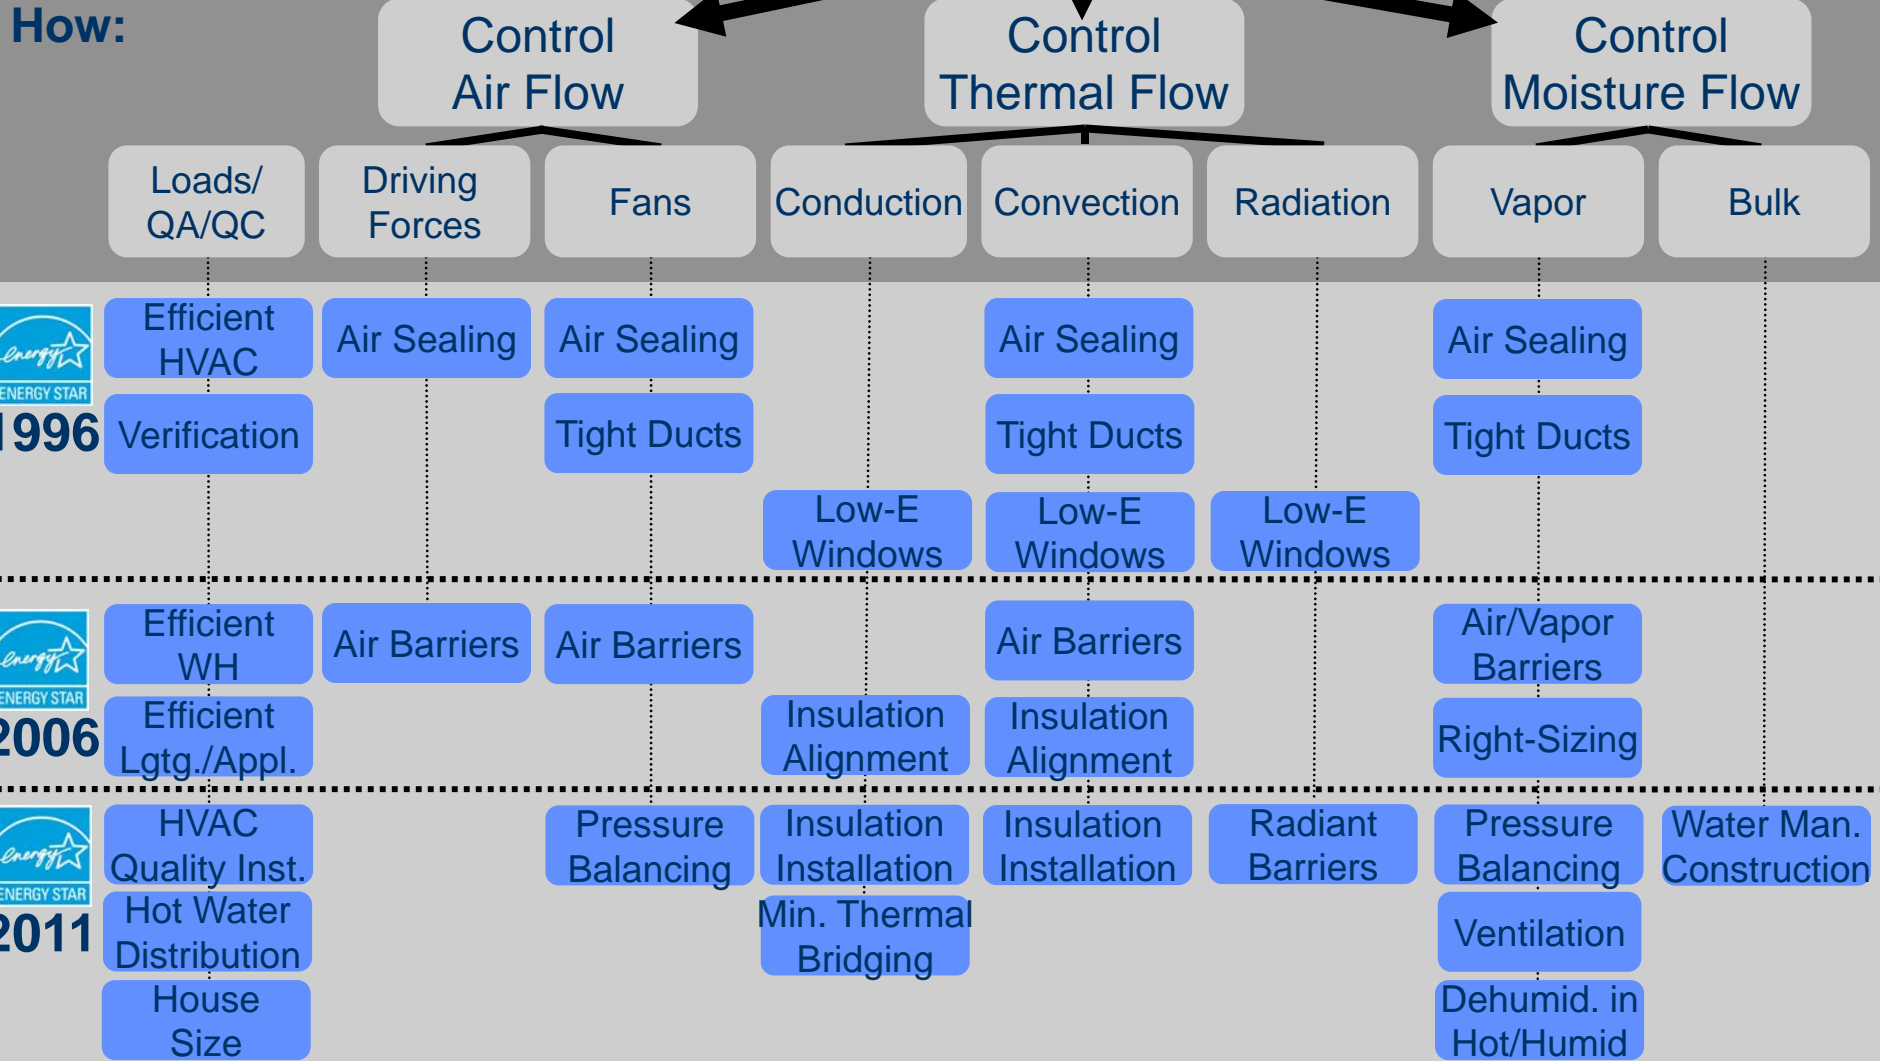 How:
Control
Air Flow
Control
Thermal Flow
Control
Moisture Flow
Loads/
QA/QC
Driving
Forces
Fans
Conduction
Convection
Radiation
Vapor
Bulk
energy
ENERGY STAR
1996
Efficient
HVAC
Air Sealing
Air Sealing
Air Sealing
Air Sealing
Verification
Tight Ducts
Tight Ducts
Tight Ducts
Low-E
Windows
Low-E
Windows
Low-E
Windows
energy
ENERGY STAR
2006
Efficient
WH
Air Barriers
Air Barriers
Air Barriers
Air/Vapor
Barriers
Efficient
Lgtg./Appl.
Insulation
Alignment
Insulation
Alignment
Right-Sizing
energy
ENERGY STAR
2011
HVAC
Quality Inst.
Pressure
Balancing
Insulation
Installation
Insulation
Installation
Radiant
Barriers
Pressure
Balancing
Water Man.
Construction
Hot Water
Distribution
Min. Thermal
Bridging
Ventilation
House
Size
Dehumid. in
Hot/Humid